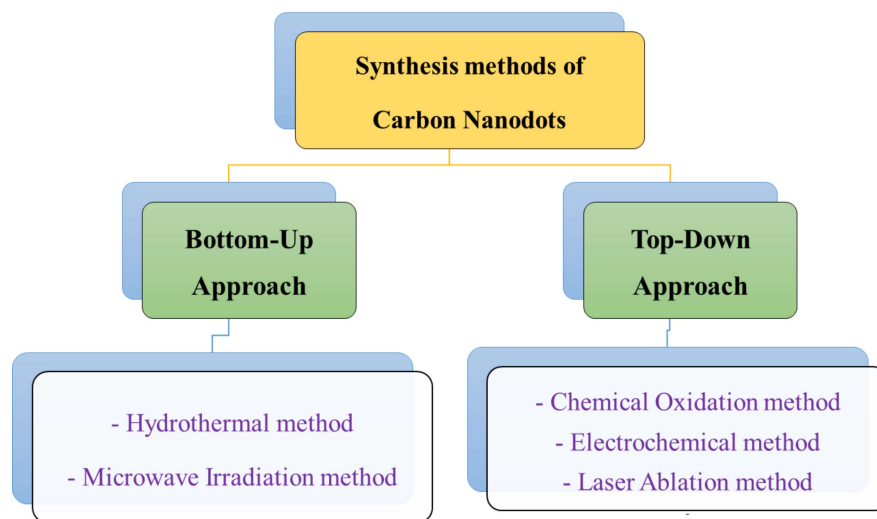 Synthesis methods of
Carbon Nanodots
Bottom-Up
Approach
Top-Down
Approach
- Hydrothermal method
- Microwave Irradiation method
- Chemical Oxidation method
- Electrochemical method
- Laser Ablation method